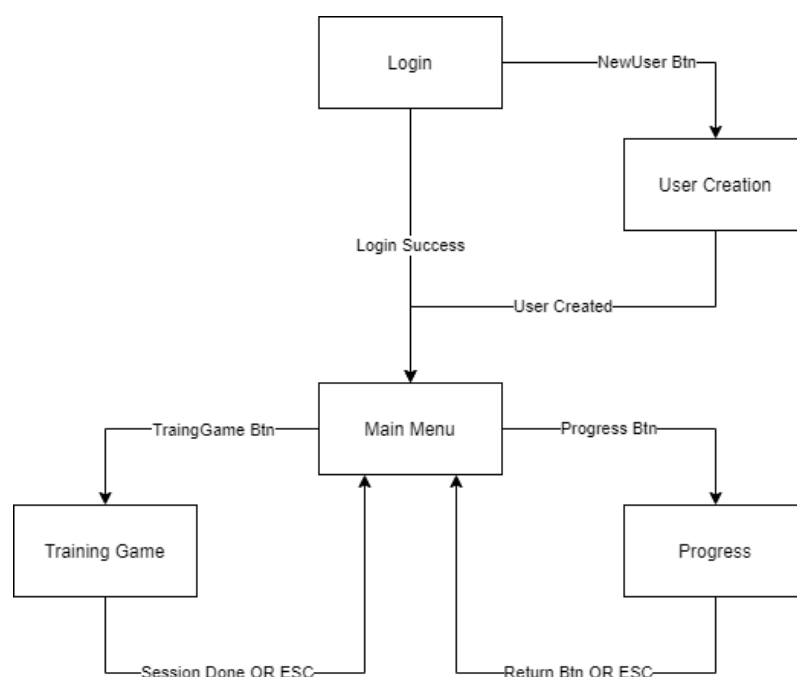 Login
NewUser Btn
User Creation
Login Success
User Created
Main Menu
TraingGame Btn
Progress Btn
Training Game
Progress
Session Done OR ESC
Return Btn OR ESC